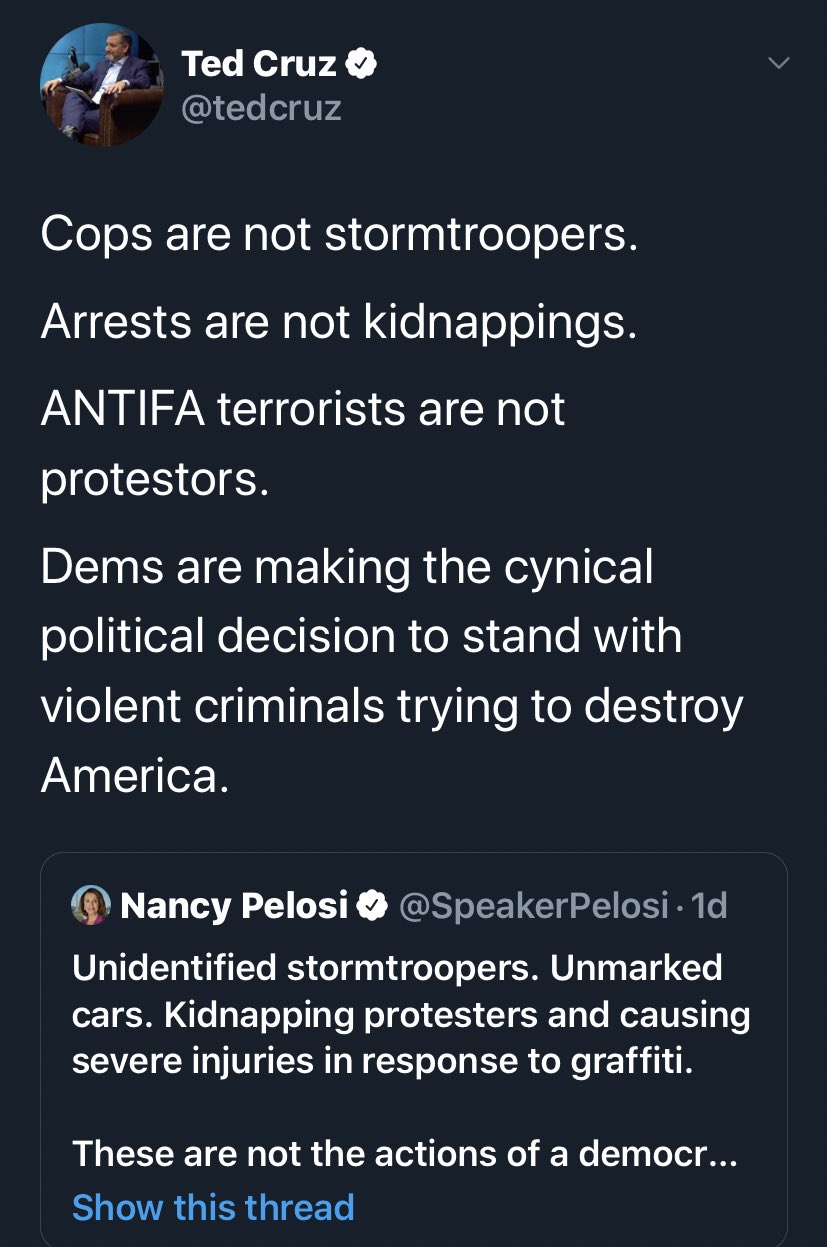 Ted Cruz
@tedcruz
Cops are not stormtroopers.
Arrests are not kidnappings.
ANTIFA terrorists are not
protestors.
Dems are making the cynical
political decision to stand with
violent criminals trying to destroy
America.
Nancy Pelosi @SpeakerPelosi · 1d
Unidentified stormtroopers. Unmarked
cars. Kidnapping protesters and causing
severe injuries in response to graffiti.
These are not the actions of a democr...
Show this thread